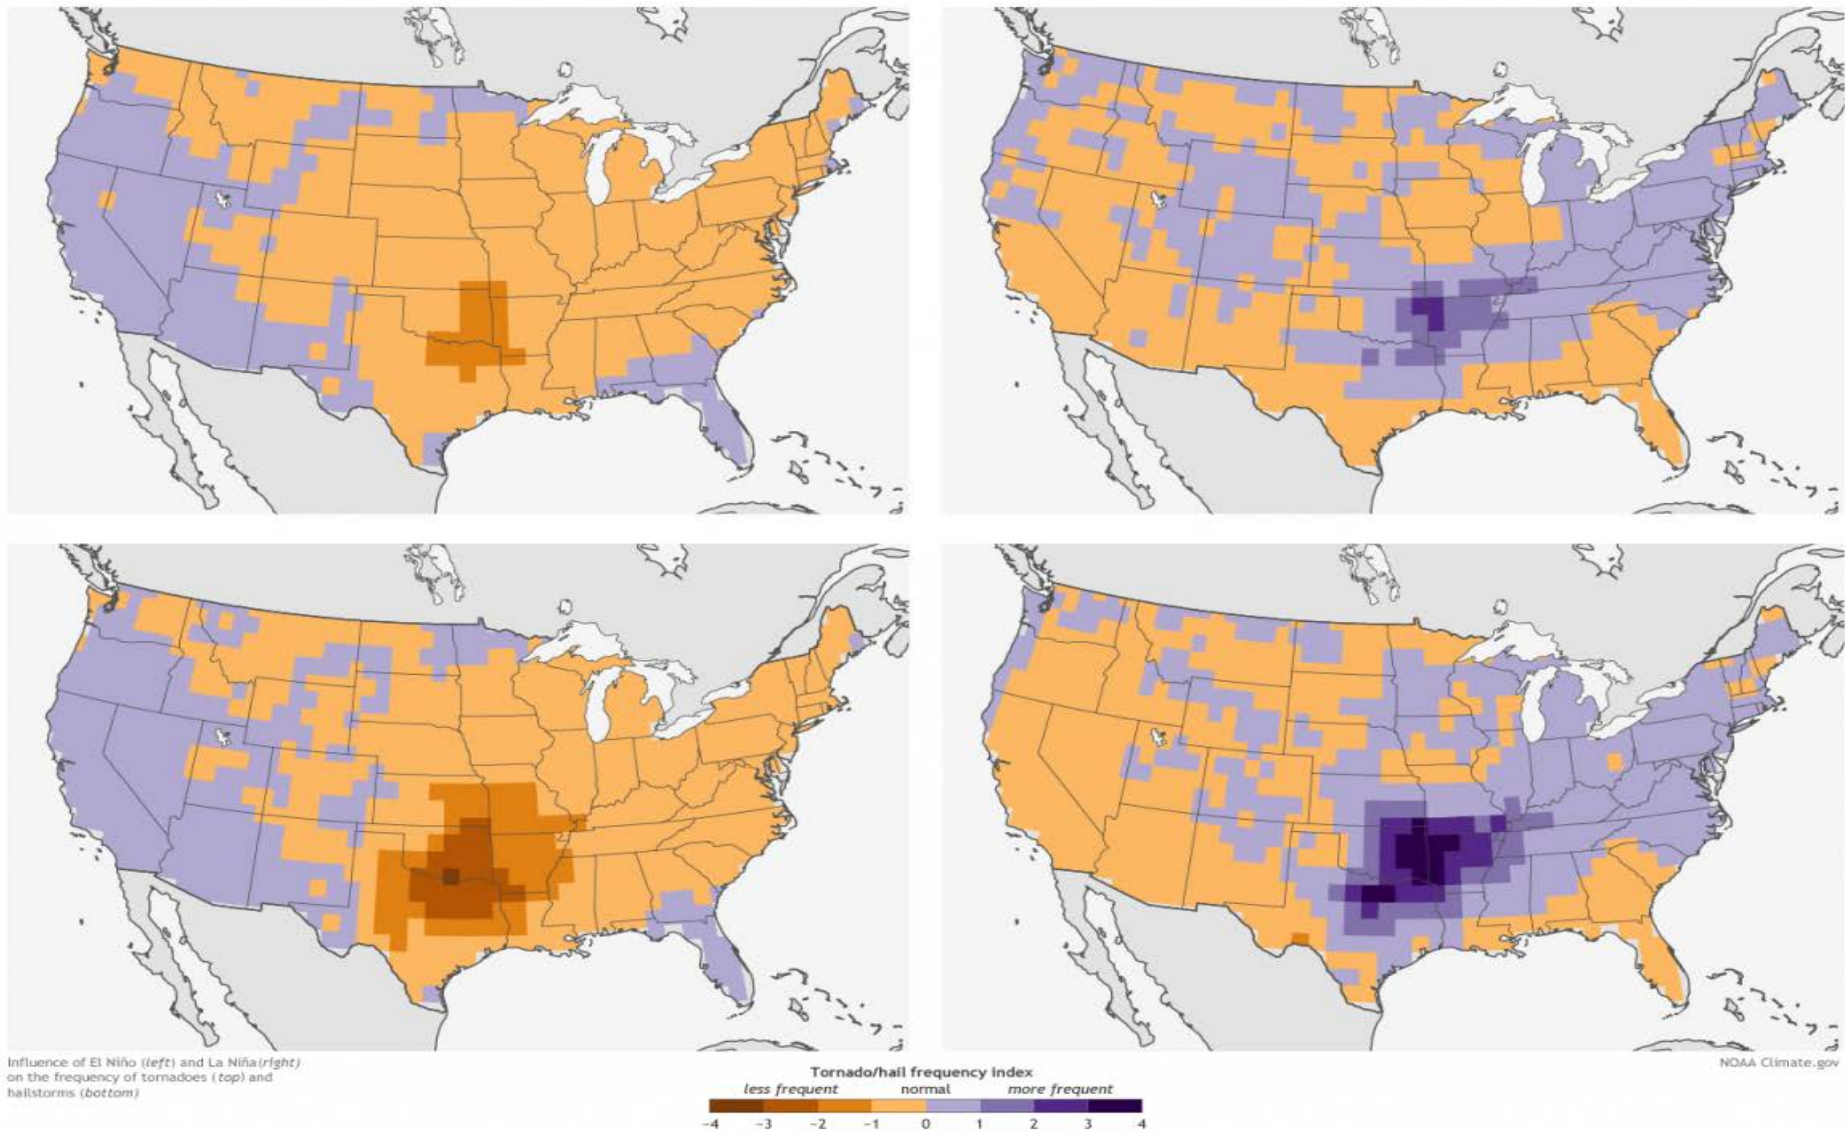 Influence of El Niño (left) and La Niña (right)
on the frequency of tornadoes (top) and
hailstorms (bottom)
NOAA Climate.gov
Tornado/hail frequency index
less frequent normal more frequent
-4 -3 -2 -1 0 1 2 3 4